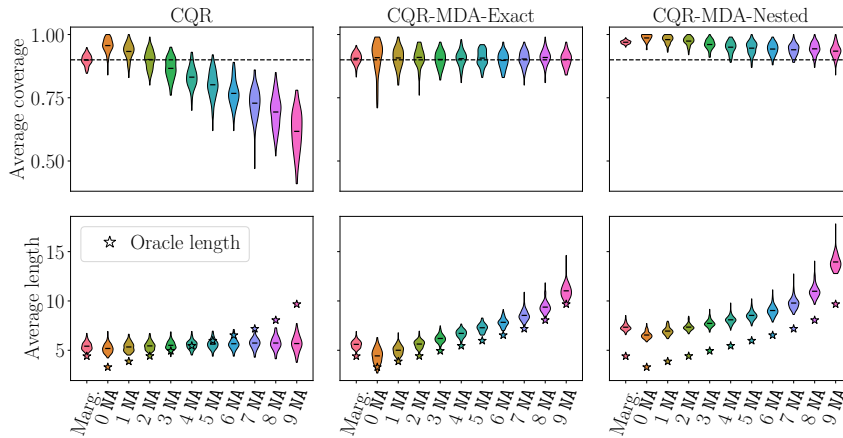 CQR
CQR-MDA-Exact
CQR-MDA-Nested
Average coverage
1.00
0.75
0.50
Average length
15
10
5
Oracle length
Marg.
0 NA
1 NA
2 NA
3 NA
4 NA
5 NA
6 NA
7 NA
8 NA
9 NA
Marg.
0 NA
1 NA
2 NA
3 NA
4 NA
5 NA
6 NA
7 NA
8 NA
9 NA
Marg.
0 NA
1 NA
2 NA
3 NA
4 NA
5 NA
6 NA
7 NA
8 NA
9 NA